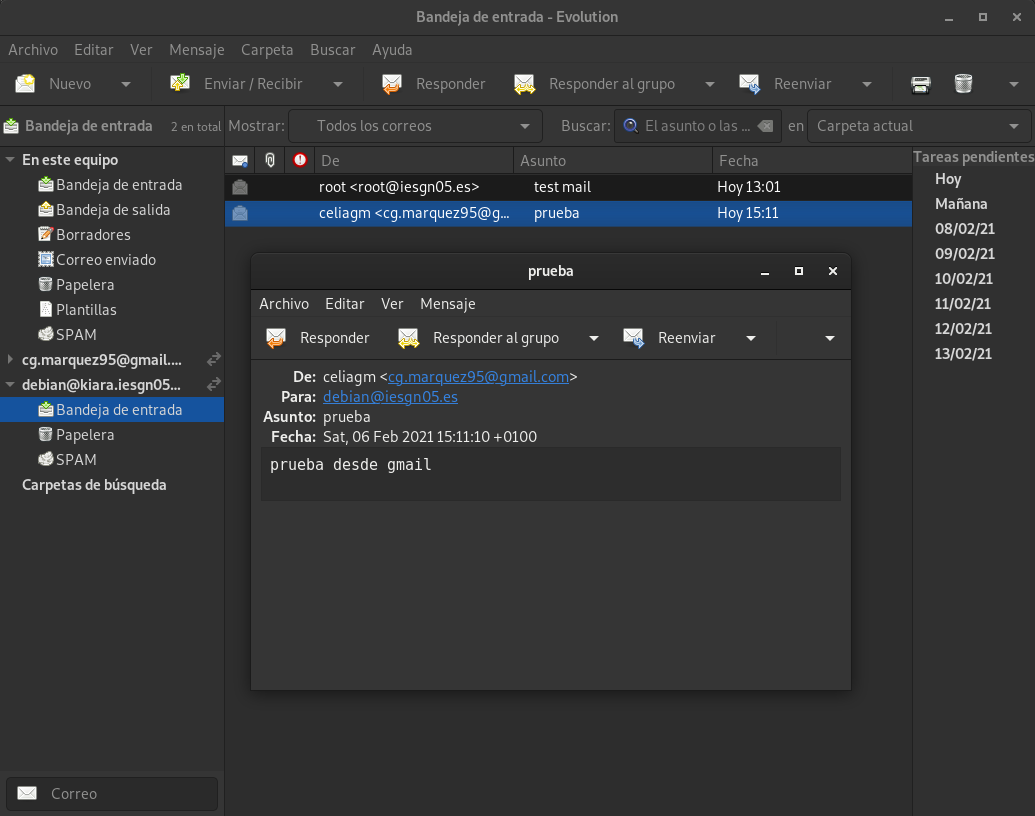 Bandeja de entrada - Evolution
Archivo Editar Ver Mensaje Carpeta Buscar Ayuda
Nuevo Enviar / Recibir Responder Responder al grupo Reenviar
Bandeja de entrada 2 en total Mostrar: Todos los correos Buscar: El asunto o las ... en Carpeta actual
En este equipo
Bandeja de entrada
Bandeja de salida
Borradores
Correo enviado
Papelera
Plantillas
SPAM
cg.marquez95@gmail....
debian@kiara.iesgn05...
Bandeja de entrada
Papelera
SPAM
Carpetas de búsqueda
Correo
De Asunto Fecha
root <root@iesgn05.es> test mail Hoy 13:01
celiagm <cg.marquez95@g... prueba Hoy 15:11
prueba
Archivo Editar Ver Mensaje
Responder Responder al grupo Reenviar
De: celiagm <cg.marquez95@gmail.com>
Para: debian@iesgn05.es
Asunto: prueba
Fecha: Sat, 06 Feb 2021 15:11:10 +0100
prueba desde gmail
Tareas pendientes
Hoy
Mañana
08/02/21
09/02/21
10/02/21
11/02/21
12/02/21
13/02/21